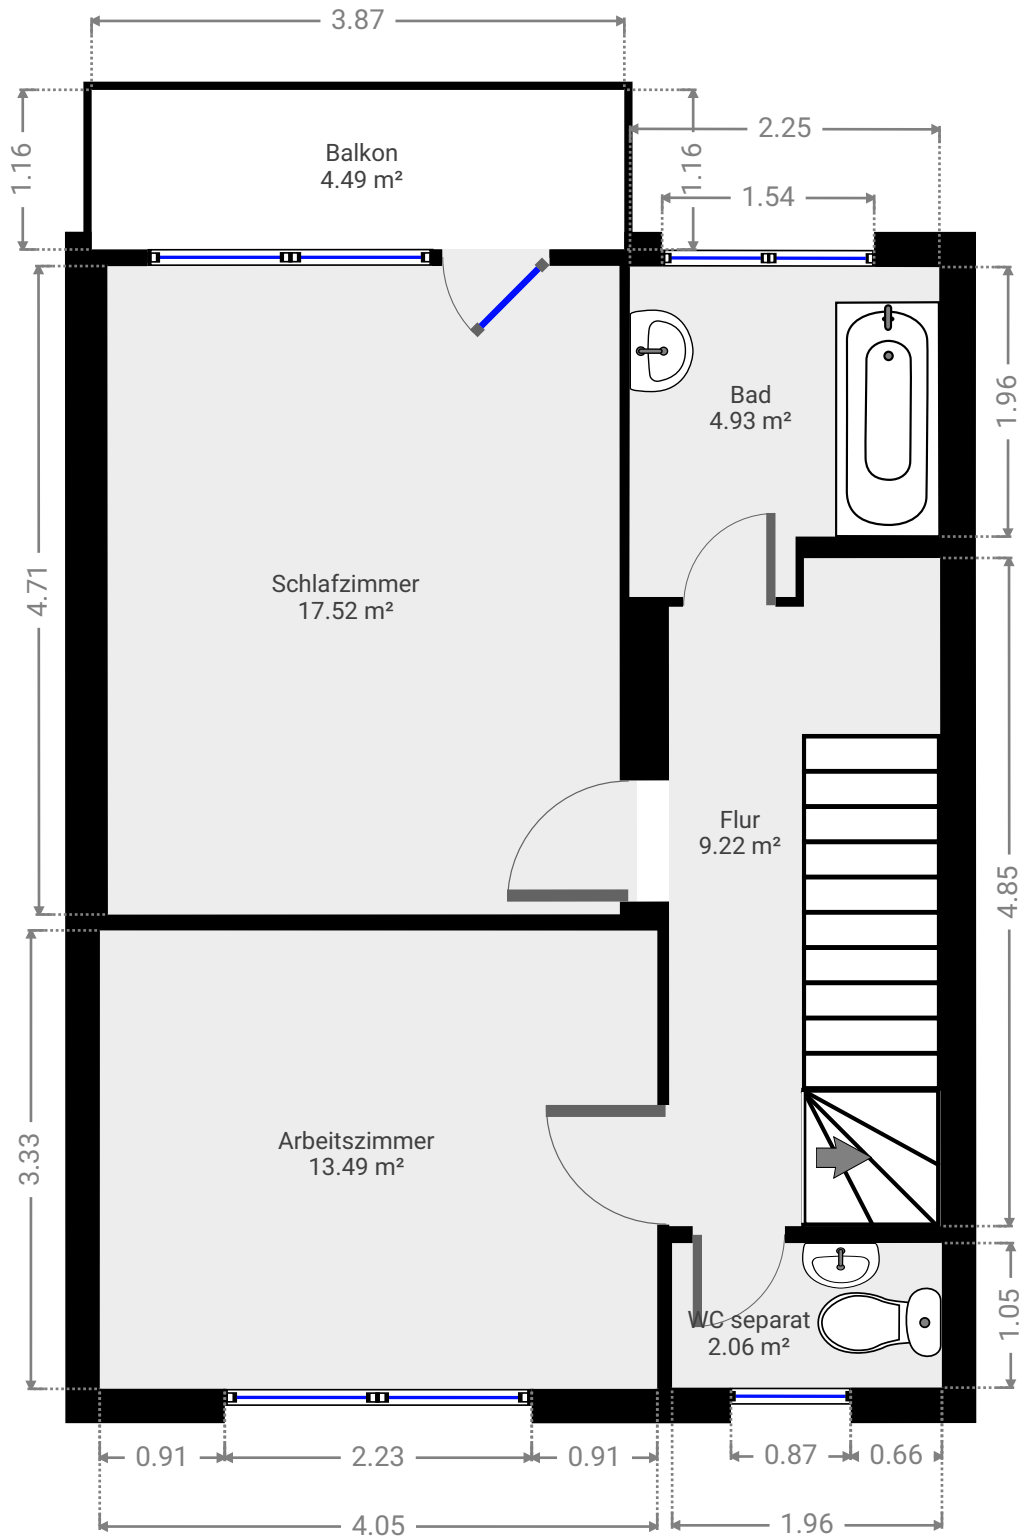 3.87
1.16
Balkon
4.49 m²
1.16
2.25
1.54
Bad
4.93 m²
1.96
4.71
Schlafzimmer
17.52 m²
Flur
9.22 m²
4.85
Arbeitszimmer
13.49 m²
3.33
WC separat
2.06 m²
1.05
0.91
2.23
0.91
0.87
0.66
4.05
1.96